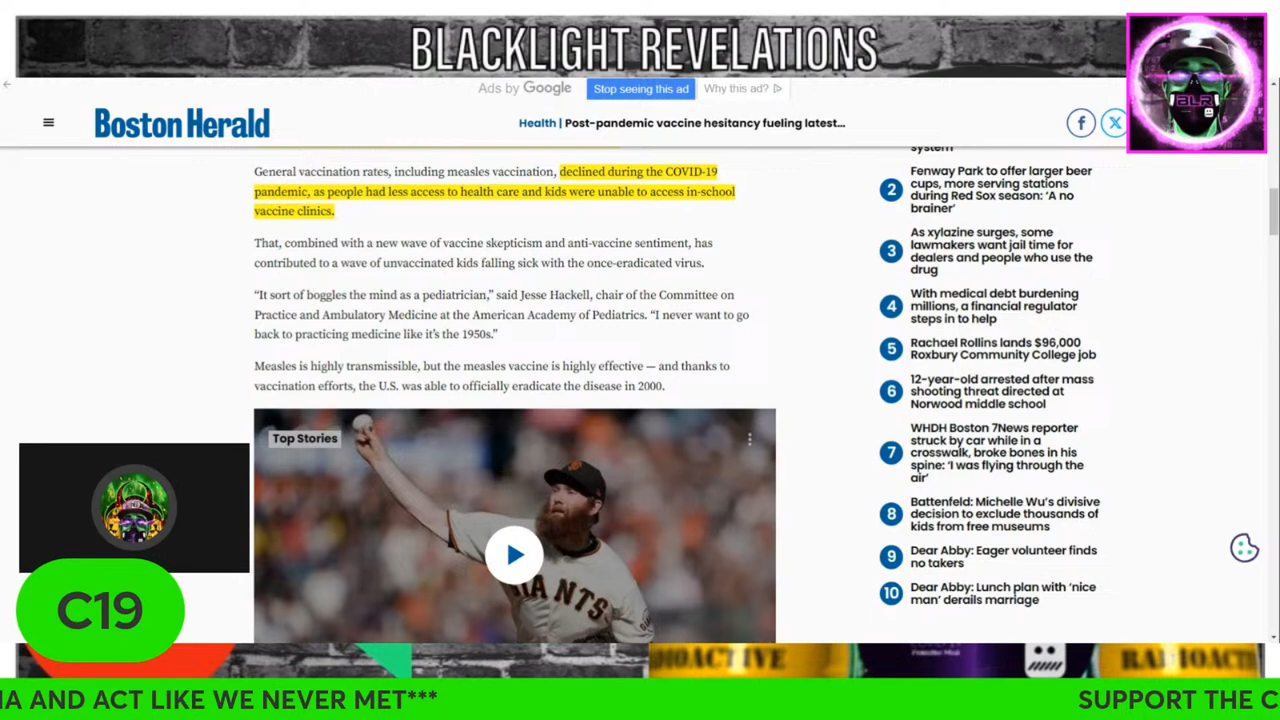 BLACKLIGHT REVELATIONS
BLR
Ads by Google
Stop seeing this ad
Why this ad?
Boston Herald
Health | Post-pandemic vaccine hesitancy fueling latest...
General vaccination rates, including measles vaccination, declined during the COVID-19
pandemic, as people had less access to health care and kids were unable to access in-school
vaccine clinics.
That, combined with a new wave of vaccine skepticism and anti-vaccine sentiment, has
contributed to a wave of unvaccinated kids falling sick with the once-eradicated virus.
“It sort of boggles the mind as a pediatrician,” said Jesse Hackell, chair of the Committee on
Practice and Ambulatory Medicine at the American Academy of Pediatrics. “I never want to go
back to practicing medicine like it’s the 1950s.”
Measles is highly transmissible, but the measles vaccine is highly effective — and thanks to
vaccination efforts, the U.S. was able to officially eradicate the disease in 2000.
Top Stories
GIANTS
system
2
Fenway Park to offer larger beer
cups, more serving stations
during Red Sox season: ‘A no
brainer’
3
As xylazine surges, some
lawmakers want jail time for
dealers and people who use the
drug
4
With medical debt burdening
millions, a financial regulator
steps in to help
5
Rachael Rollins lands $96,000
Roxbury Community College job
6
12-year-old arrested after mass
shooting threat directed at
Norwood middle school
7
WHDH Boston 7News reporter
struck by car while in a
crosswalk, broke bones in his
spine: ‘I was flying through the
air’
8
Battenfeld: Michelle Wu’s divisive
decision to exclude thousands of
kids from free museums
9
Dear Abby: Eager volunteer finds
no takers
10
Dear Abby: Lunch plan with ‘nice
man’ derails marriage
C19
IA AND ACT LIKE WE NEVER MET***
SUPPORT THE C